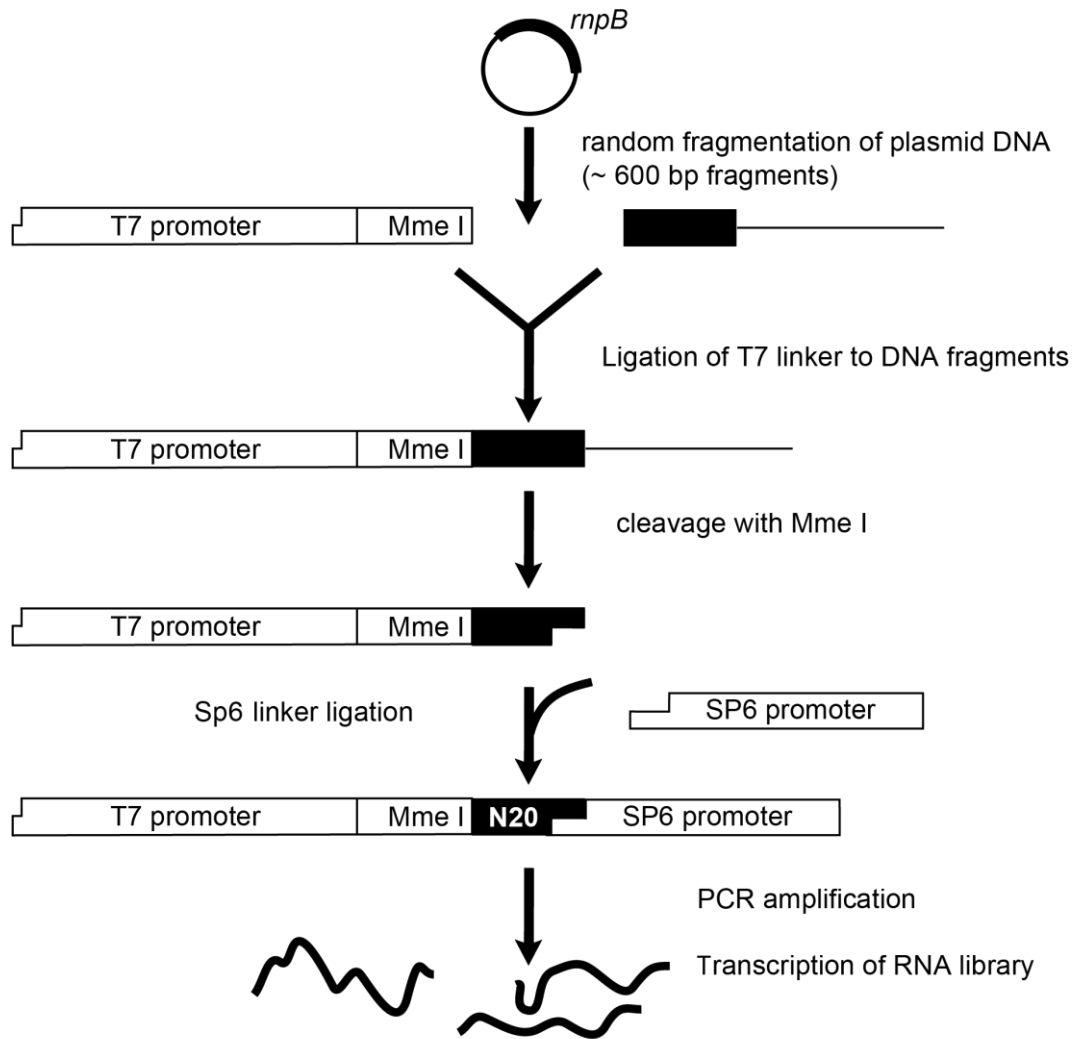 rnpB
random fragmentation of plasmid DNA
(~ 600 bp fragments)
T7 promoter Mme I
Ligation of T7 linker to DNA fragments
T7 promoter Mme I
cleavage with Mme I
T7 promoter Mme I
Sp6 linker ligation
SP6 promoter
T7 promoter Mme I N20 SP6 promoter
PCR amplification
Transcription of RNA library